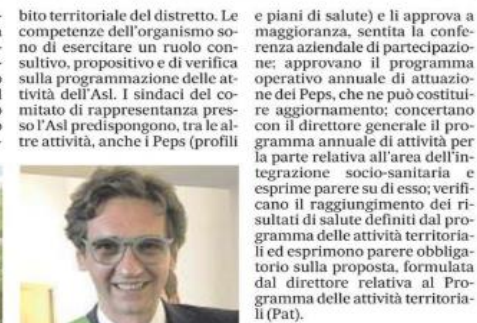 bito territoriale del distretto. Le
competenze dell'organismo so-
no di esercitare un ruolo con-
sultivo, propositivo e di verifica
sulla programmazione delle at-
tività dell'Asl. I sindaci del co-
mitato di rappresentanza pres-
so l'Asl predispongono, tra le al-
tre attività, anche i Peps (profili
e piani di salute) e li approva a
maggioranza, sentita la confe-
renza aziendale di partecipazio-
ne; approvano il programma
operativo annuale di attuazio-
ne dei Peps, che ne può costitui-
re aggiornamento; concertano
con il direttore generale il pro-
gramma annuale di attività per
la parte relativa all'area dell'in-
tegrazione socio-sanitaria e
esprime parere su di esso; verifi-
cano il raggiungimento dei ri-
sultati di salute definiti dal pro-
gramma delle attività territoria-
li ed esprimono parere obbliga-
torio sulla proposta, formulata
dal direttore relativa al Pro-
gramma delle attività territoria-
li (Pat).